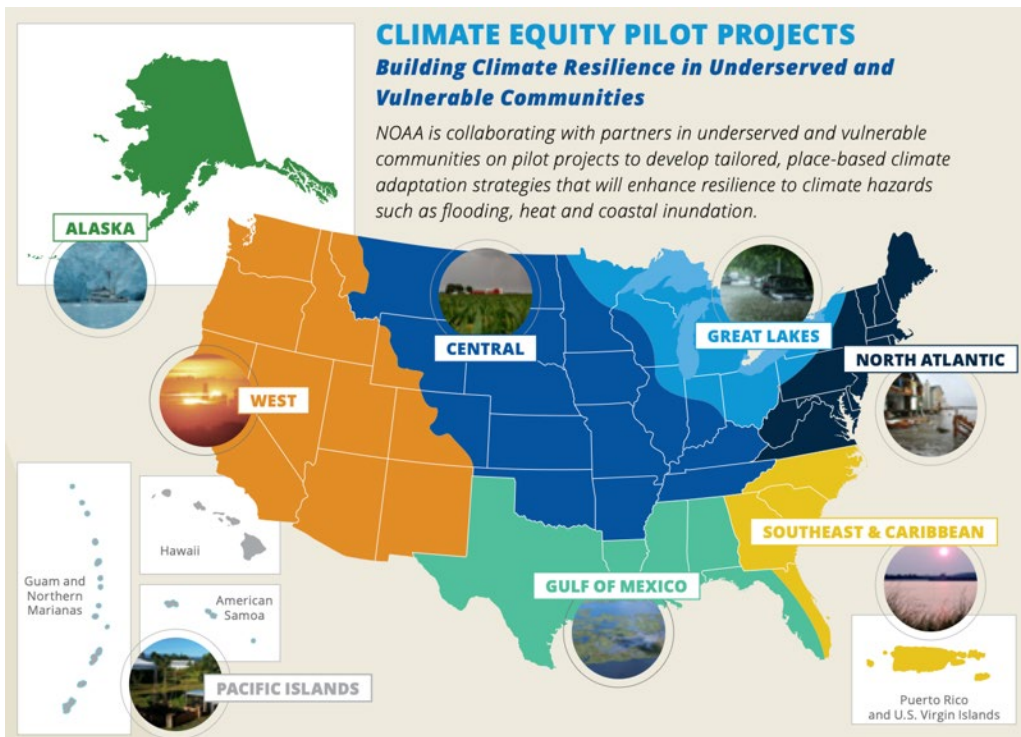 CLIMATE EQUITY PILOT PROJECTS
Building Climate Resilience in Underserved and
Vulnerable Communities
NOAA is collaborating with partners in underserved and vulnerable
communities on pilot projects to develop tailored, place-based climate
adaptation strategies that will enhance resilience to climate hazards
such as flooding, heat and coastal inundation.
ALASKA
CENTRAL
GREAT LAKES
NORTH ATLANTIC
WEST
SOUTHEAST & CARIBBEAN
Hawaii
Guam and
Northern
Marianas
GULF OF MEXICO
American
Samoa
PACIFIC ISLANDS
Puerto Rico
and U.S. Virgin Islands